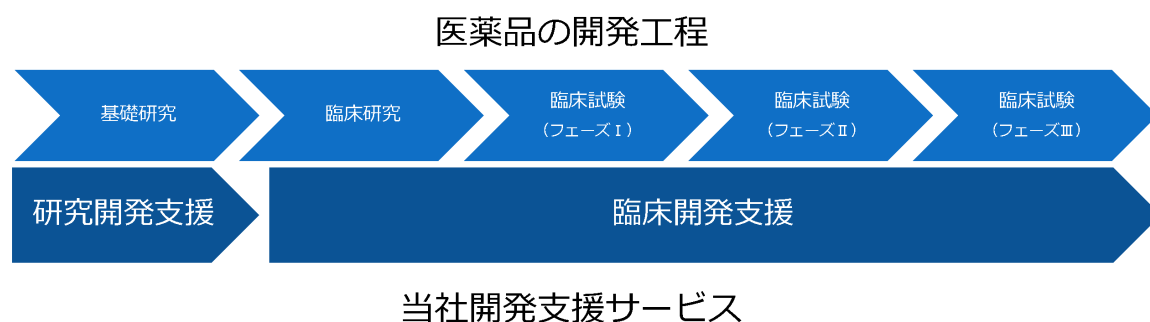 医薬品の開発工程
基礎研究
臨床研究
臨床試験
（フェーズⅠ）
臨床試験
（フェーズⅡ）
臨床試験
（フェーズⅢ）
研究開発支援
臨床開発支援
当社開発支援サービス